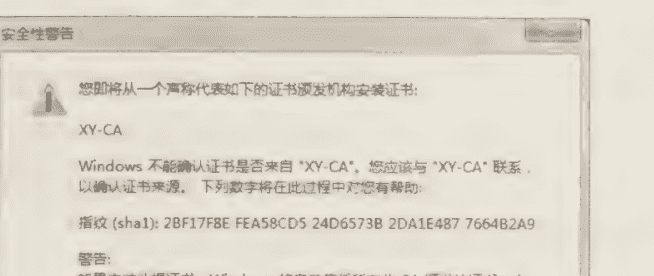 安全性警告
您即将从一个声称代表如下的证书颁发机构安装证书:
XY-CA
Windows 不能确认证书是否来自 "XY-CA"。您应该与 "XY-CA" 联系，
以确认证书来源。 下列数字将在此过程中对您有帮助:
指纹 (sha1): 2BF17F8E FEA58CD5 24D6573B 2DA1E487 7664B2A9
警告: